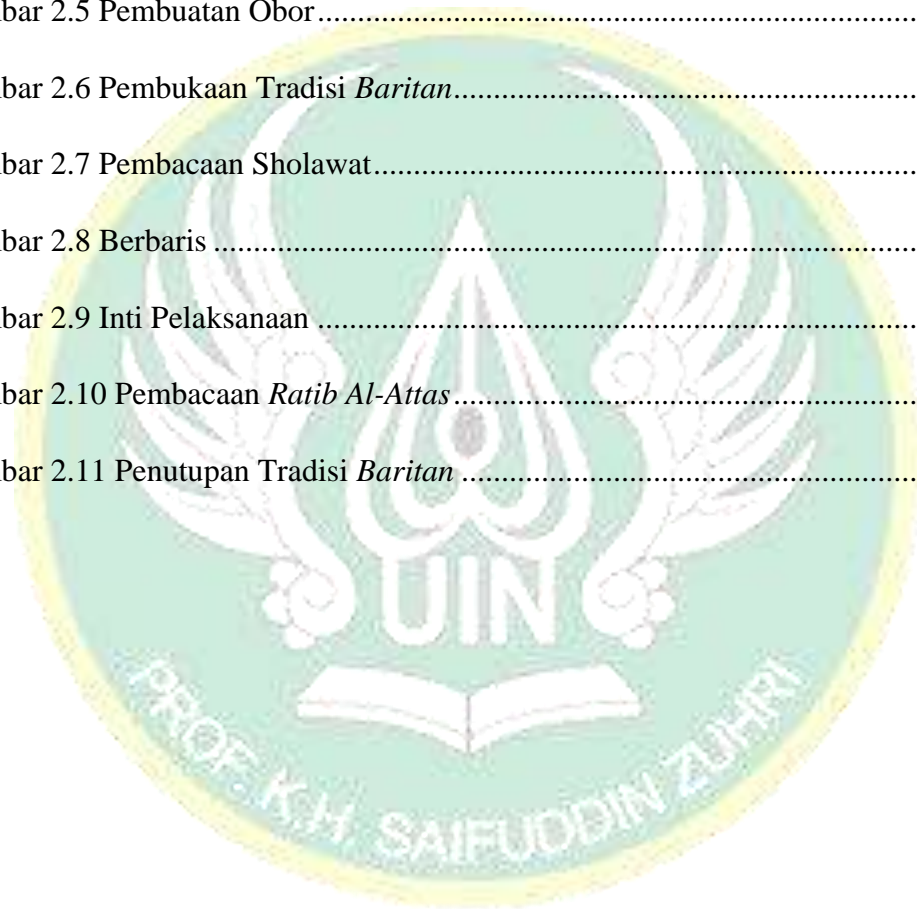 bar 2.5 Pembuatan Obor................................................................................
bar 2.6 Pembukaan Tradisi Baritan..........................................................
bar 2.7 Pembacaan Sholawat.....................................................................
bar 2.8 Berbaris ..........................................................................................
bar 2.9 Inti Pelaksanaan ............................................................................
bar 2.10 Pembacaan Ratib Al-Attas..........................................................
bar 2.11 Penutupan Tradisi Baritan .........................................................
UIN
PROF. K.H. SAIFUDDIN ZUHRI